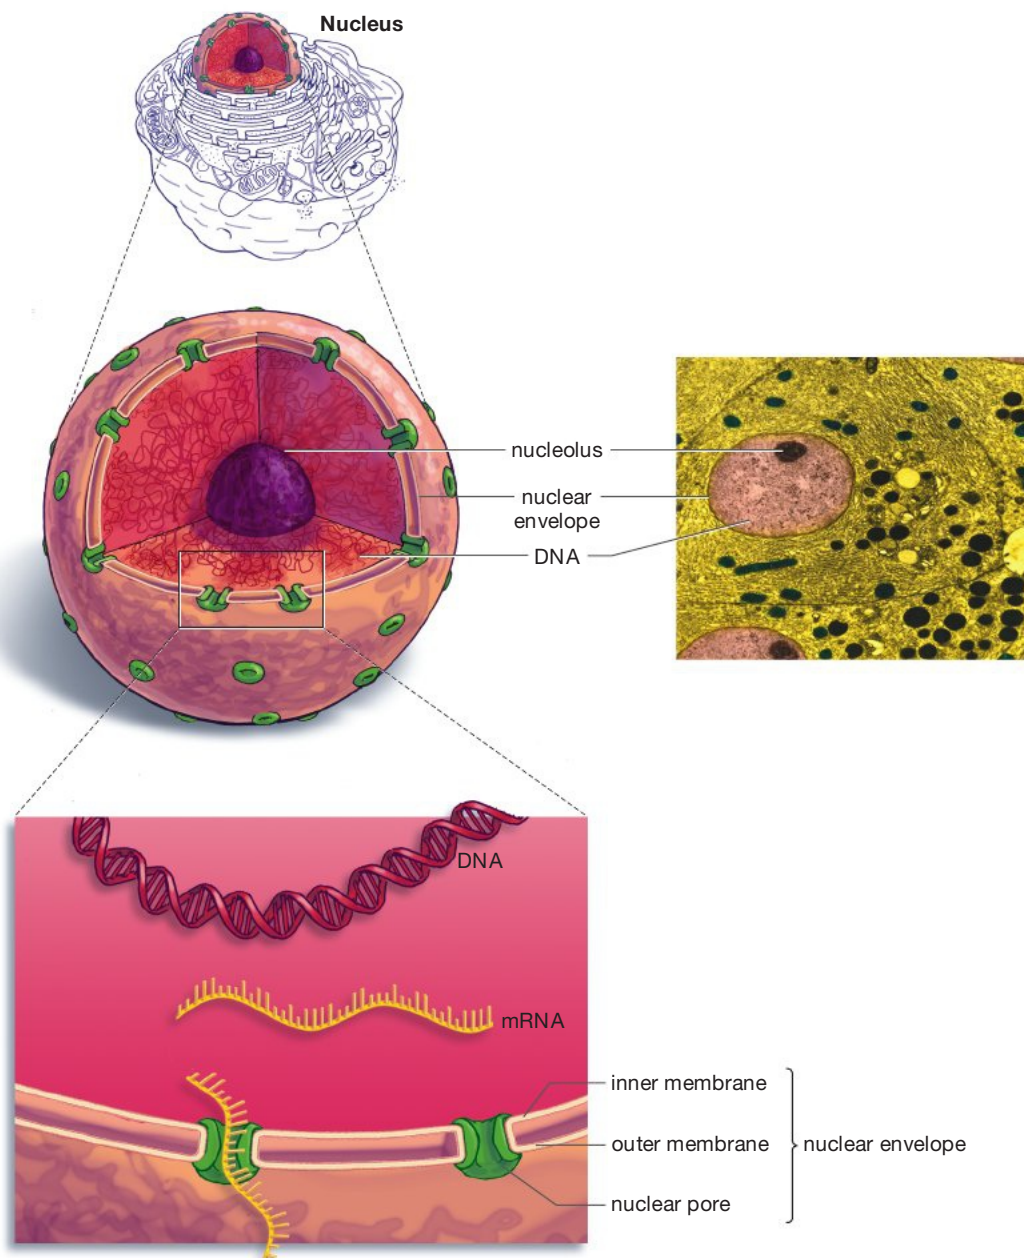 Nucleus
nucleolus
nuclear
envelope
DNA
DNA
mRNA
inner membrane
outer membrane
nuclear envelope
nuclear pore